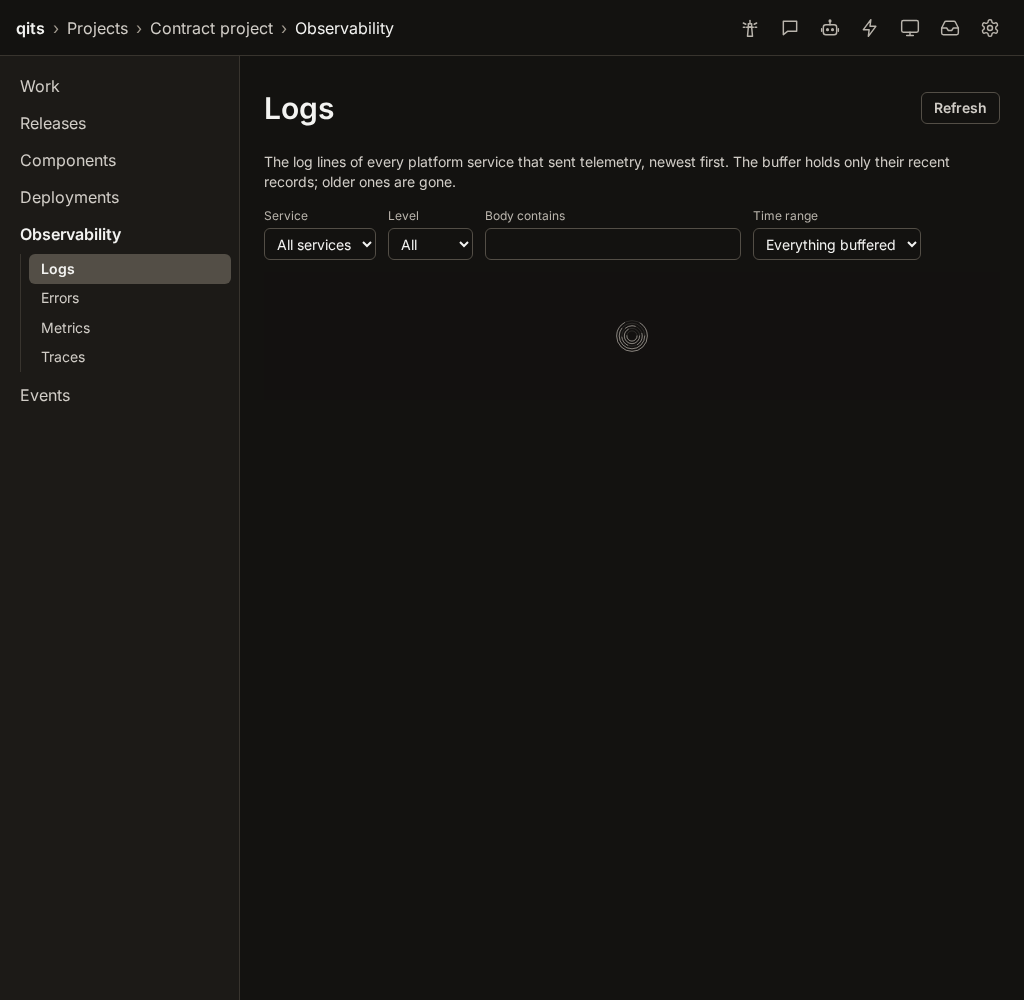 qits › Projects › Contract project › Observability
Work
Releases
Components
Deployments
Observability
Logs
Errors
Metrics
Traces
Events
Logs
Refresh
The log lines of every platform service that sent telemetry, newest first. The buffer holds only their recent
records; older ones are gone.
Service Level Body contains Time range
All services All Everything buffered